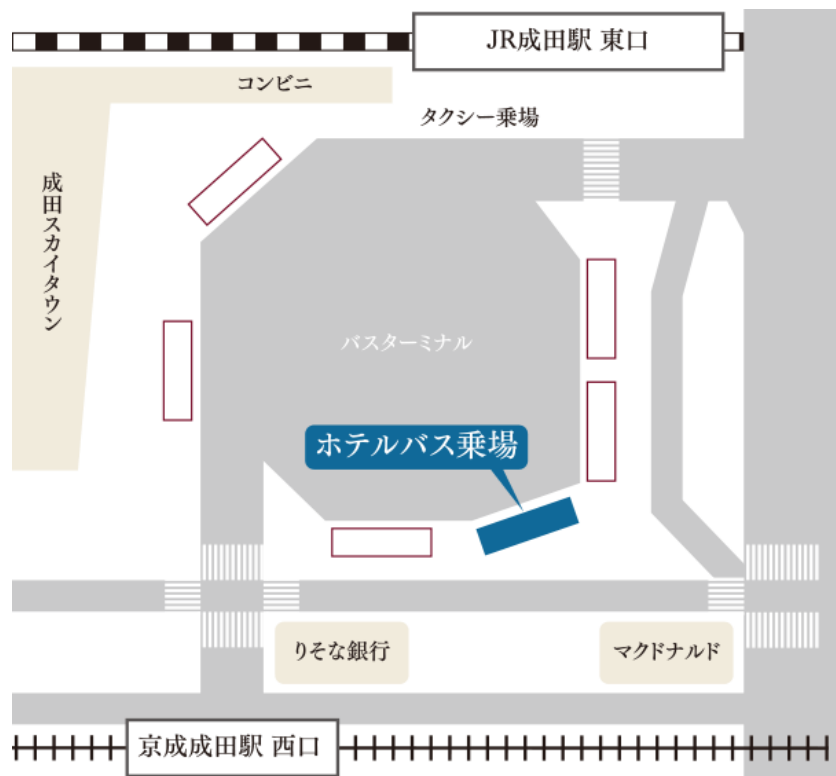 JR成田駅 東口
コンビニ
タクシー乗場
成田スカイタウン
バスターミナル
ホテルバス乗場
りそな銀行
マクドナルド
京成成田駅 西口